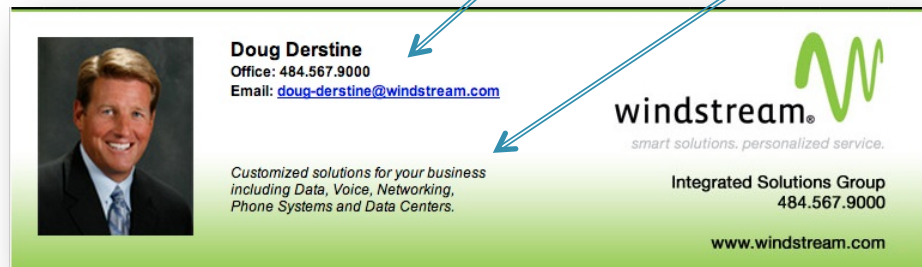 Doug Derstine
Office: 484.567.9000
Email: doug-derstine@windstream.com
Customized solutions for your business
including Data, Voice, Networking,
Phone Systems and Data Centers.
windstream®
smart solutions. personalized service.
Integrated Solutions Group
484.567.9000
www.windstream.com